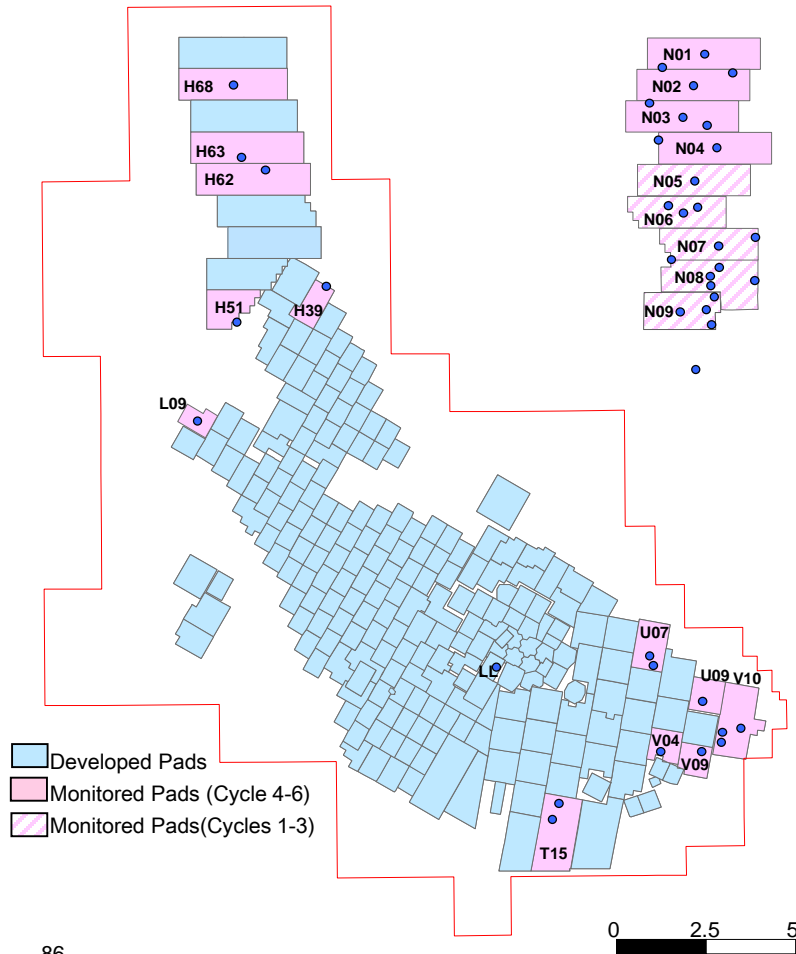 N01
H68
N02
N03
H63
N04
H62
N05
N06
N07
N08
H51
H39
N09
L09
U07
LL
U09 V10
V04
V09
Developed Pads
Monitored Pads (Cycle 4-6)
Monitored Pads(Cycles 1-3)
T15
0 2.5 5
86